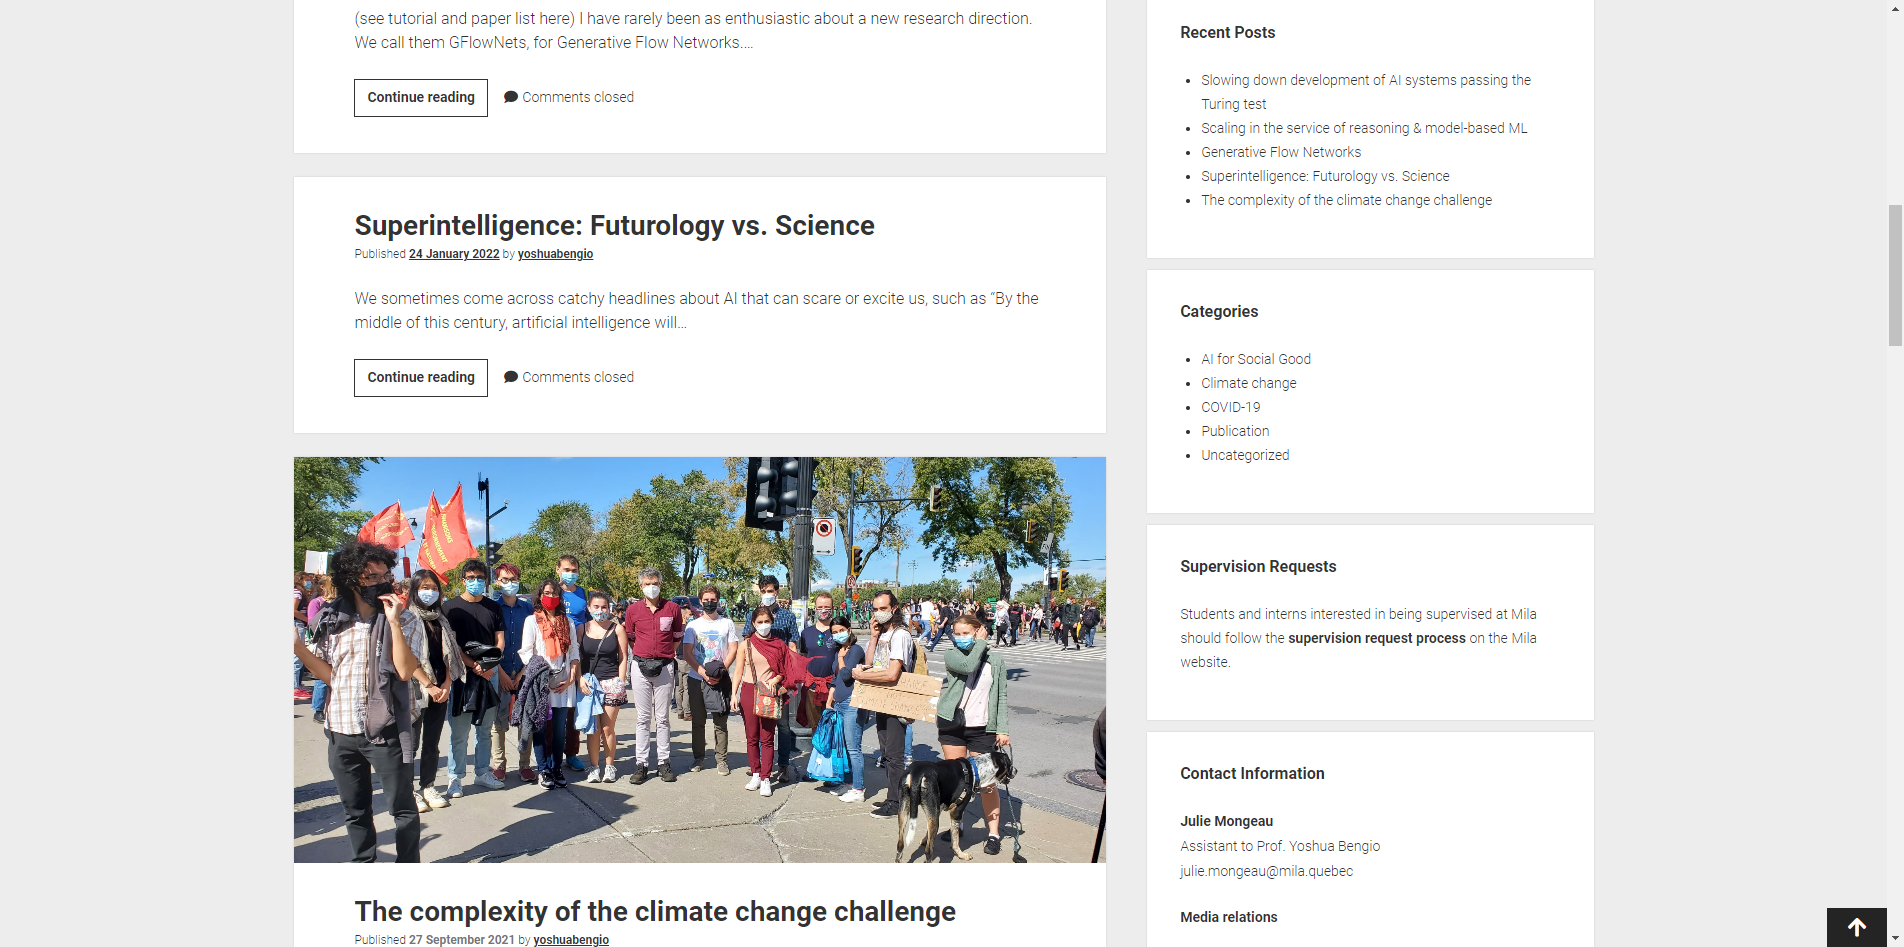 (see tutorial and paper list here) I have rarely been as enthusiastic about a new research direction.
We call them GFlowNets, for Generative Flow Networks.…
Continue reading
Comments closed
Superintelligence: Futurology vs. Science
Published 24 January 2022 by yoshuabengio
We sometimes come across catchy headlines about AI that can scare or excite us, such as “By the
middle of this century, artificial intelligence will…
Continue reading
Comments closed
The complexity of the climate change challenge
Published 27 September 2021 by yoshuabengio
Recent Posts
Slowing down development of AI systems passing the
Turing test
Scaling in the service of reasoning & model-based ML
Generative Flow Networks
Superintelligence: Futurology vs. Science
The complexity of the climate change challenge
Categories
AI for Social Good
Climate change
COVID-19
Publication
Uncategorized
Supervision Requests
Students and interns interested in being supervised at Mila
should follow the supervision request process on the Mila
website.
Contact Information
Julie Mongeau
Assistant to Prof. Yoshua Bengio
julie.mongeau@mila.quebec
Media relations